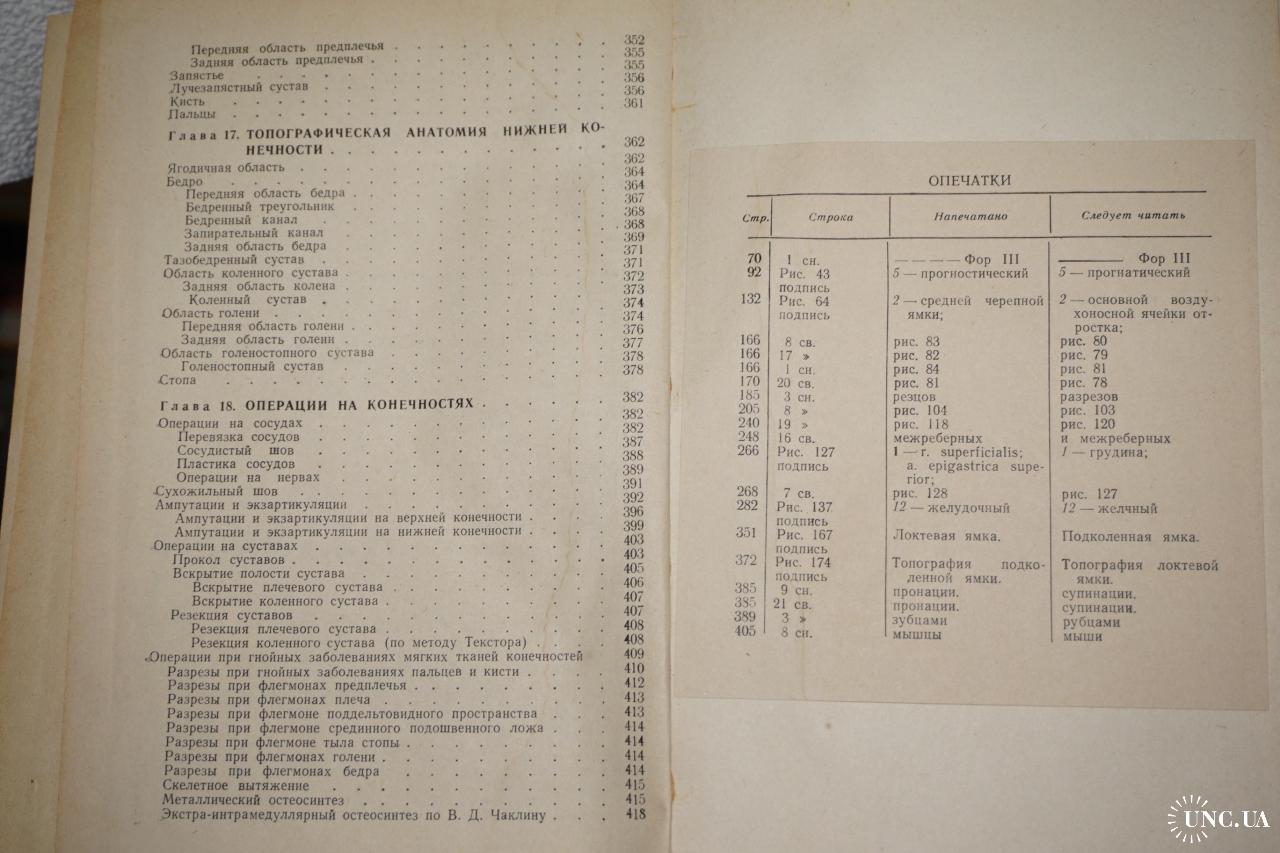 Передняя область предплечья . . . . . . . . . 352
Задняя область предплечья . . . . . . . . . . 355
Запястье . . . . . . . . . . . . . . 355
Лучезапястный сустав . . . . . . . . . . . 356
Кисть . . . . . . . . . . . . . . . 356
Пальцы . . . . . . . . . . . . . . . 361
Глава 17. ТОПОГРАФИЧЕСКАЯ АНАТОМИЯ НИЖНЕЙ КО-
НЕЧНОСТИ . . . . . . . . . . . . . 362
Ягодичная область . . . . . . . . . . . . 362
Бедро . . . . . . . . . . . . . . . 364
Передняя область бедра . . . . . . . . . . 364
Бедренный треугольник . . . . . . . . . . 367
Бедренный канал . . . . . . . . . . . . 368
Запирательный канал . . . . . . . . . . . 368
Задняя область бедра . . . . . . . . . . . 369
Тазобедренный сустав . . . . . . . . . . . 371
Область коленного сустава . . . . . . . . . . 371
Задняя область колена . . . . . . . . . . 372
Коленный сустав . . . . . . . . . . . . 373
Область голени . . . . . . . . . . . . . 374
Передняя область голени . . . . . . . . . . 374
Задняя область голени . . . . . . . . . . 376
Область голеностопного сустава . . . . . . . . 377
Голеностопный сустав . . . . . . . . . . . 378
Стопа . . . . . . . . . . . . . . . 378
Глава 18. ОПЕРАЦИИ НА КОНЕЧНОСТЯХ . . . . . . 382
Операции на сосудах . . . . . . . . . . . 382
Перевязка сосудов . . . . . . . . . . . 382
Сосудистый шов . . . . . . . . . . . . 387
Пластика сосудов . . . . . . . . . . . . 388
Операции на нервах . . . . . . . . . . . 389
Сухожильный шов . . . . . . . . . . . . 391
Ампутации и экзартикуляции . . . . . . . . . 392
Ампутации и экзартикуляции на верхней конечности . . . . 396
Ампутации и экзартикуляции на нижней конечности . . . . 399
Операции на суставах . . . . . . . . . . . 403
Прокол суставов . . . . . . . . . . . . 403
Вскрытие полости сустава . . . . . . . . . . 405
Вскрытие плечевого сустава . . . . . . . . . 406
Вскрытие коленного сустава . . . . . . . . . 407
Резекция суставов . . . . . . . . . . . . 407
Резекция плечевого сустава . . . . . . . . . 408
Резекция коленного сустава (по методу Текстора) . . . . 408
Операции при гнойных заболеваниях мягких тканей конечностей 409
Разрезы при гнойных заболеваниях пальцев и кисти . . . . 410
Разрезы при флегмонах предплечья . . . . . . . . 412
Разрезы при флегмонах плеча . . . . . . . . . 413
Разрезы при флегмоне поддельтовидного пространства . . . 413
Разрезы при флегмоне срединного подошвенного ложа . . . 414
Разрезы при флегмоне тыла стопы . . . . . . . . 414
Разрезы при флегмонах голени . . . . . . . . . 414
Разрезы при флегмонах бедра . . . . . . . . . 414
Скелетное вытяжение . . . . . . . . . . . 415
Металлический остеосинтез . . . . . . . . . . 415
Экстра-интрамедуллярный остеосинтез по В. Д. Чаклину . . . 418
ОПЕЧАТКИ
Стр. Строка Напечатано Следует читать
70 1 сн. – – – – Фор III ——— Фор III
92 Рис. 43 5 — прогностический 5 — прогнатический
подпись
132 Рис. 64 2 — средней черепной 2 — основной возду-
подпись ямки; хоносной ячейки от-
ростка;
166 8 св. рис. 83 рис. 80
166 17 » рис. 82 рис. 79
166 1 сн. рис. 84 рис. 81
170 20 св. рис. 81 рис. 78
185 3 сн. резцов разрезов
205 8 » рис. 104 рис. 103
240 19 » рис. 118 рис. 120
248 16 св. межреберных и межреберных
266 Рис. 127 1 — r. superficialis; 1 — грудина;
подпись a. epigastrica supe-
rior;
268 7 св. рис. 128 рис. 127
282 Рис. 137 12 — желудочный 12 — желчный
подпись
351 Рис. 167 Локтевая ямка. Подколенная ямка.
подпись
372 Рис. 174 Топография подко- Топография локтевой
подпись ленной ямки. ямки.
385 9 сн. пронации. супинации.
385 21 св. пронации. супинации.
389 3 » зубцами рубцами
405 8 сн. мышцы мыши
UNC.UA